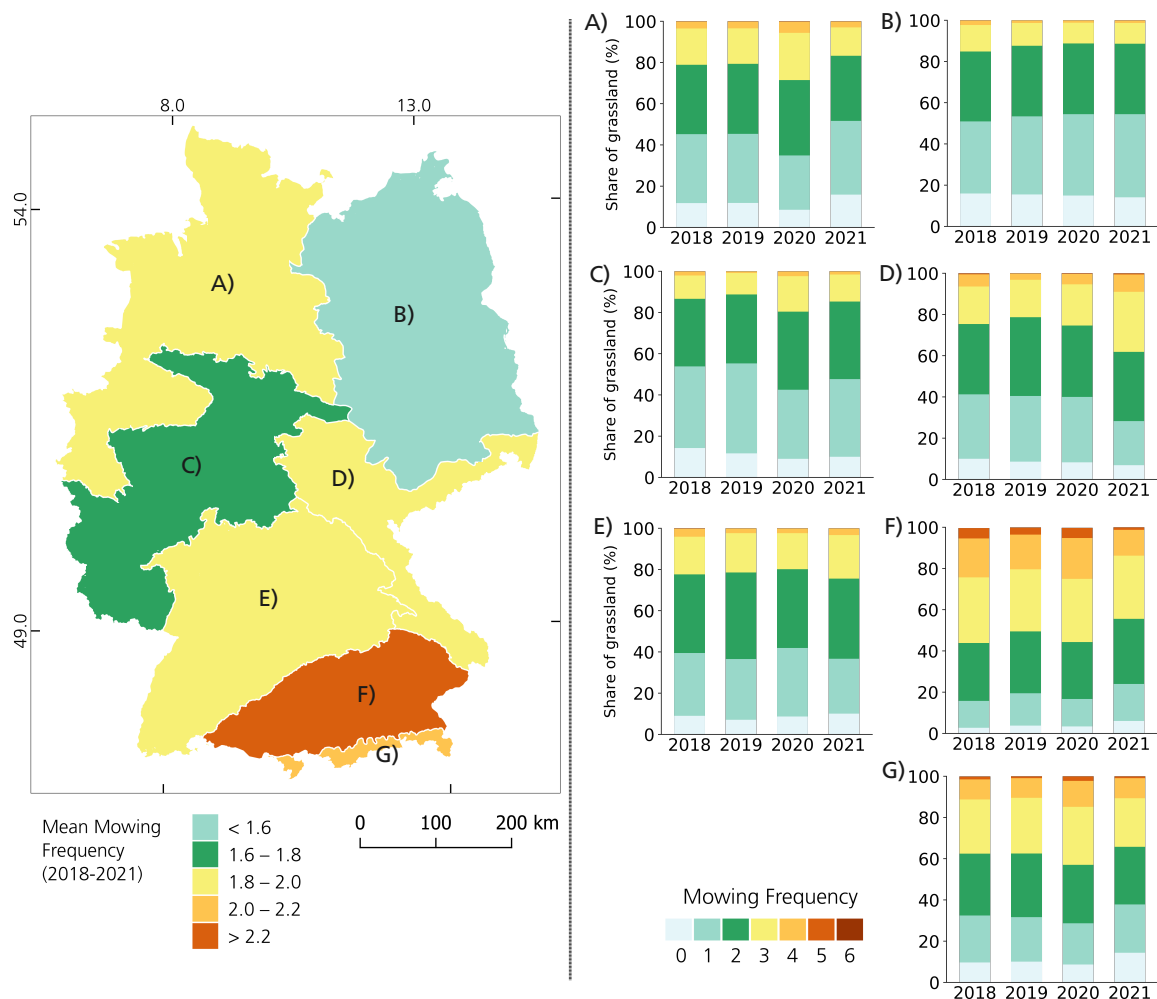 8.0 13.0
54.0
49.0
A)
B)
C)
D)
E)
F)
G)
Mean Mowing
Frequency
(2018-2021)
< 1.6
1.6 – 1.8
1.8 – 2.0
2.0 – 2.2
> 2.2
0 100 200 km
A)
Share of grassland (%)
100
80
60
40
20
0
2018 2019 2020 2021
B)
100
80
60
40
20
0
2018 2019 2020 2021
C)
Share of grassland (%)
100
80
60
40
20
0
2018 2019 2020 2021
D)
100
80
60
40
20
0
2018 2019 2020 2021
E)
Share of grassland (%)
100
80
60
40
20
0
2018 2019 2020 2021
F)
100
80
60
40
20
0
2018 2019 2020 2021
G)
100
80
60
40
20
0
2018 2019 2020 2021
Mowing Frequency
0 1 2 3 4 5 6